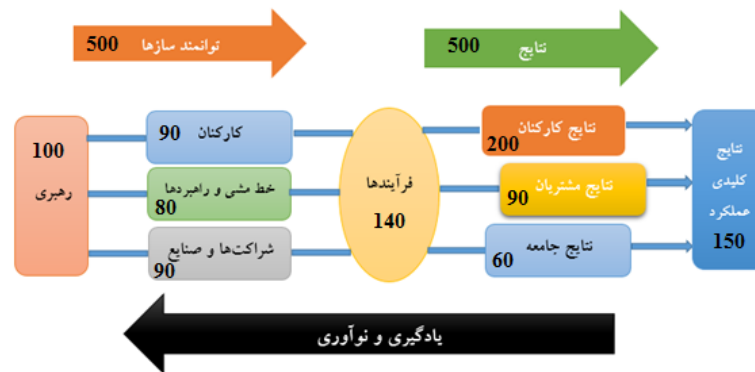 توانمند سازها 500
نتایج 500
رهبری 100
کارکنان 90
خط مشی و راهبردها 80
شراکت‌ها و صنایع 90
فرآیندها 140
نتایج کارکنان 200
نتایج مشتریان 90
نتایج جامعه 60
نتایج
کلیدی
عملکرد
150
یادگیری و نوآوری